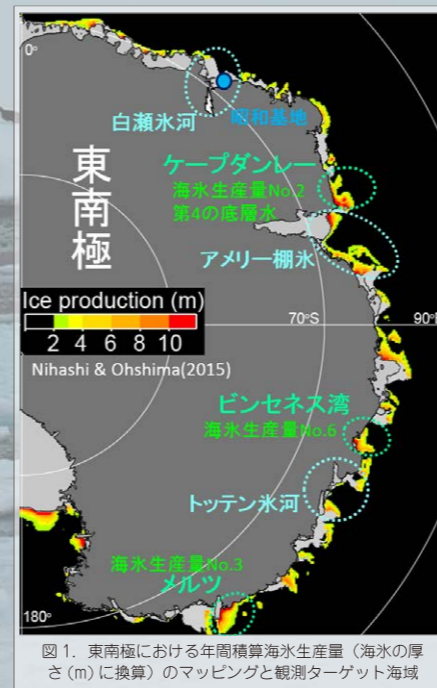 0°
白瀬氷河
昭和基地
東南極
ケープダンレー
海氷生産量No.2
第4の底層水
アメリー棚氷
Ice production (m)
2 4 6 8 10
70°S
90°
Nihashi & Ohshima(2015)
ビンセネス湾
海氷生産量No.6
トッテン氷河
海氷生産量No.3
メルツ
180°
図 1. 東南極における年間積算海氷生産量（海氷の厚
さ (m) に換算）のマッピングと観測ターゲット海域